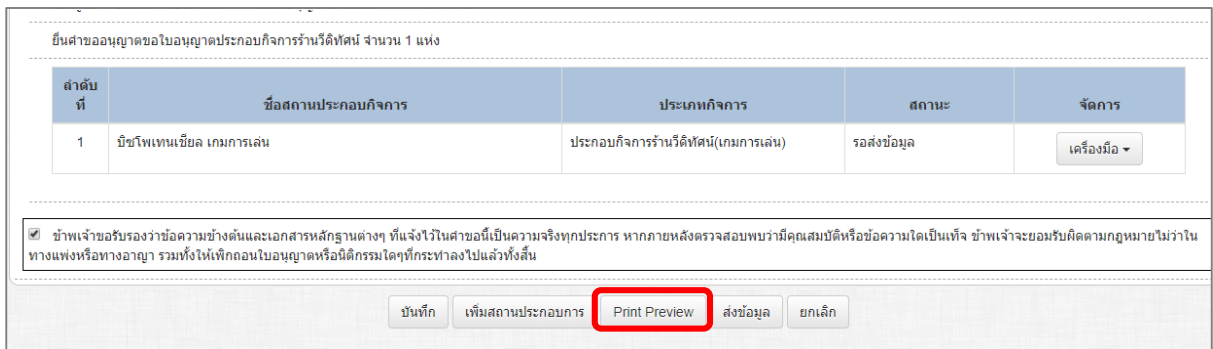 ยื่นคำขออนุญาตขอใบอนุญาตประกอบกิจการร้านวีดิทัศน์ จำนวน 1 แห่ง
ลำดับ
ที่
ชื่อสถานประกอบกิจการ
ประเภทกิจการ
สถานะ
จัดการ
1
บิซโพเทนเชียล เกมการเล่น
ประกอบกิจการร้านวีดิทัศน์(เกมการเล่น)
รอส่งข้อมูล
เครื่องมือ
ข้าพเจ้าขอรับรองว่าข้อความข้างต้นและเอกสารหลักฐานต่างๆ ที่แจ้งไว้ในคำขอนี้เป็นความจริงทุกประการ หากภายหลังตรวจสอบพบว่ามีคุณสมบัติหรือข้อความใดเป็นเท็จ ข้าพเจ้าจะยอมรับผิดตามกฎหมายไม่ว่าใน
ทางแพ่งหรือทางอาญา รวมทั้งให้เพิกถอนใบอนุญาตหรือนิติกรรมใดๆที่กระทำลงไปแล้วทั้งสิ้น
บันทึก เพิ่มสถานประกอบการ Print Preview ส่งข้อมูล ยกเลิก